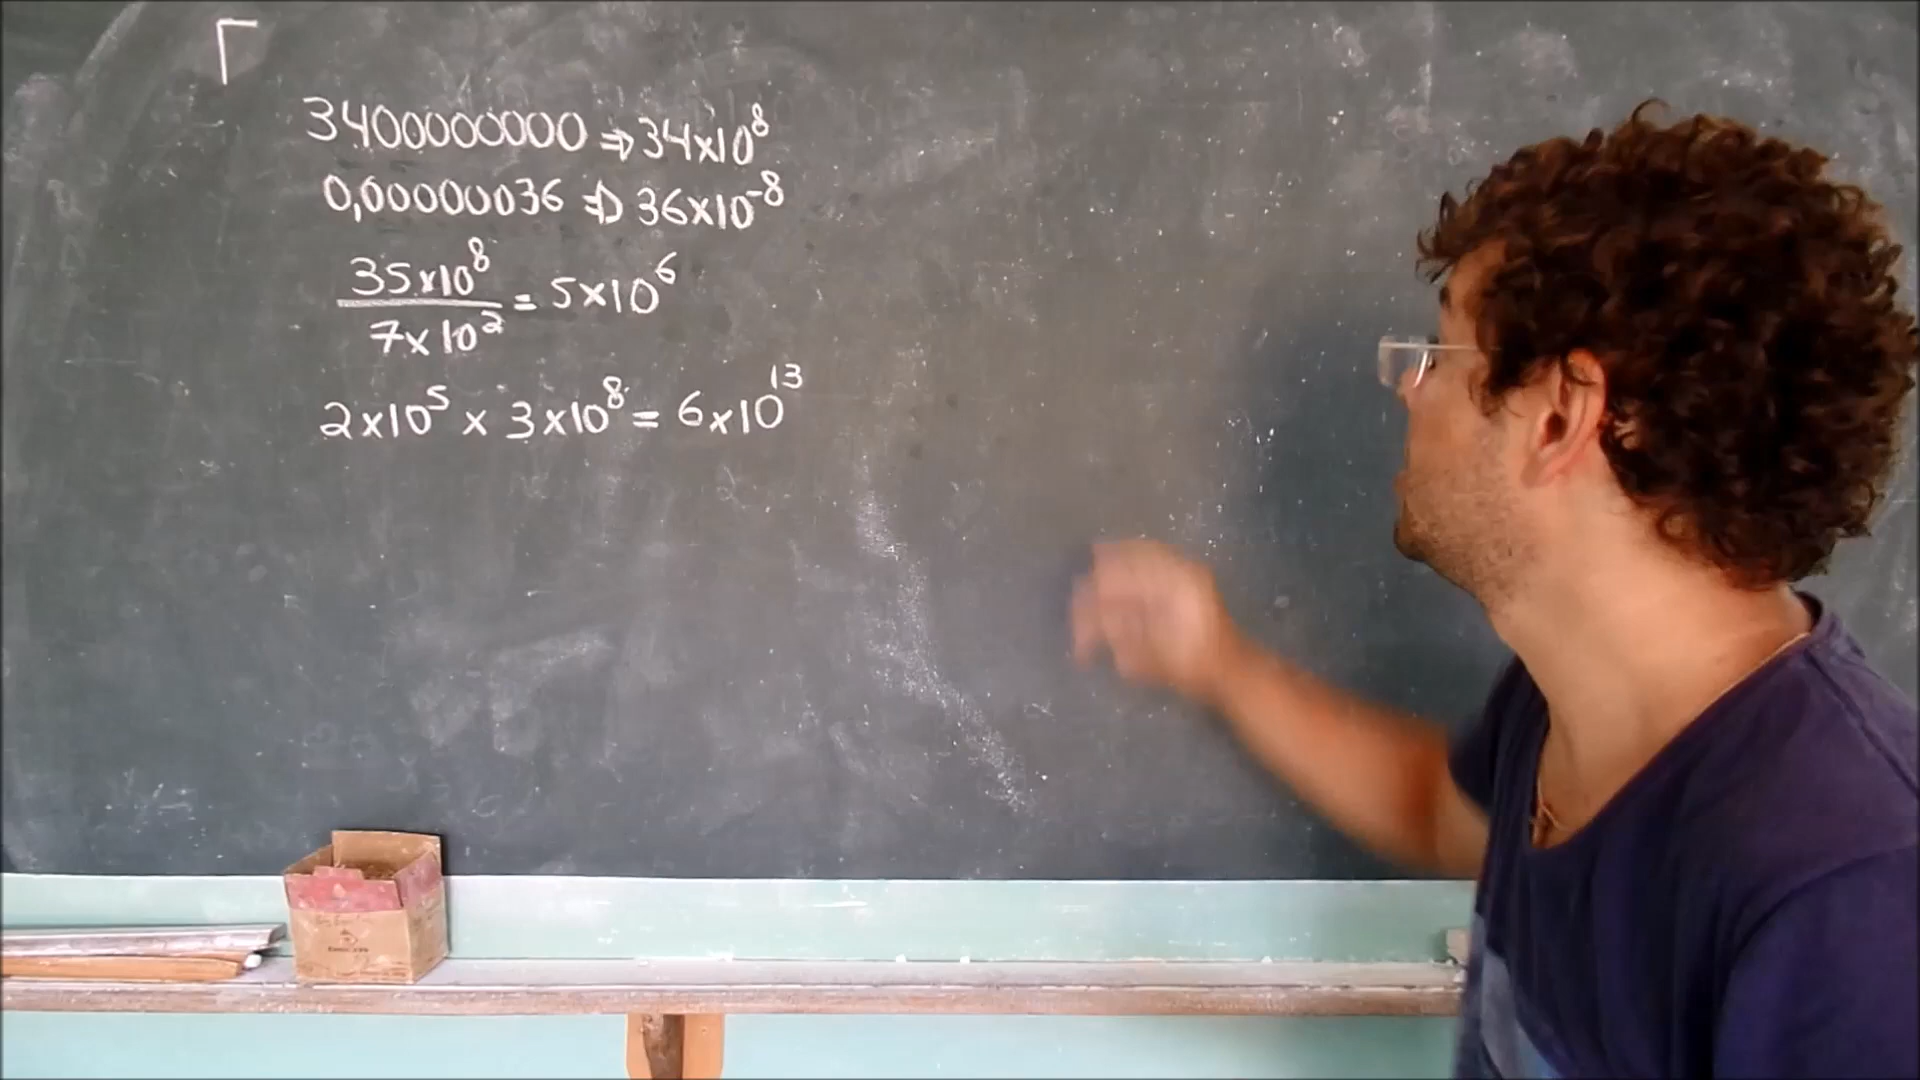 3400000000 ⇒ 34x10⁸
0,00000036 ⇒ 36x10⁻⁸
35x10⁸
7x10² = 5x10⁶
2x10⁵ x 3x10⁸ = 6x10¹³